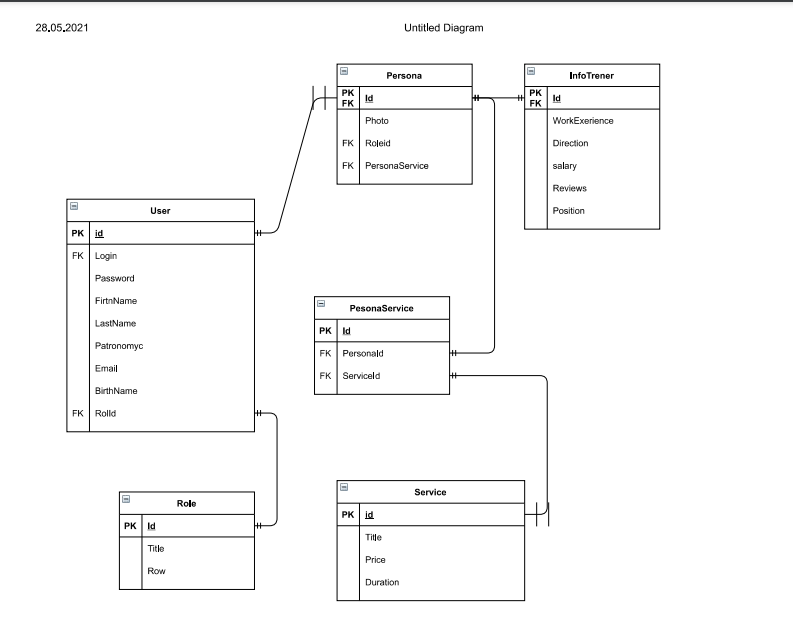 28.05.2021
Untitled Diagram
Persona
PK
FK
Id
Photo
FK Roleid
FK PersonaService
InfoTrener
PK
FK
Id
WorkExerience
Direction
salary
Reviews
Position
User
PK id
FK Login
Password
FirtnName
LastName
Patronomyc
Email
BirthName
FK RolId
PesonaService
PK Id
FK PersonaId
FK ServiceId
Role
PK Id
Title
Row
Service
PK id
Title
Price
Duration